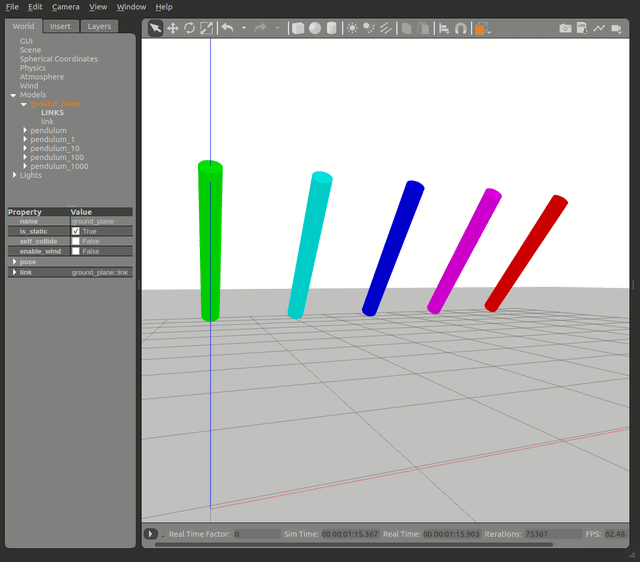 File Edit Camera View Window Help
World Insert Layers
GUI
Scene
Spherical Coordinates
Physics
Atmosphere
Wind
Models
ground_plane
LINKS
link
pendulum
pendulum_1
pendulum_10
pendulum_100
pendulum_1000
Lights
Property Value
name ground_plane
is_static True
self_collide False
enable_wind False
pose
link ground_plane::link
Real Time Factor: 0 Sim Time: 00 00:01:15.367 Real Time: 00 00:01:15.903 Iterations: 75367 FPS: 62.48